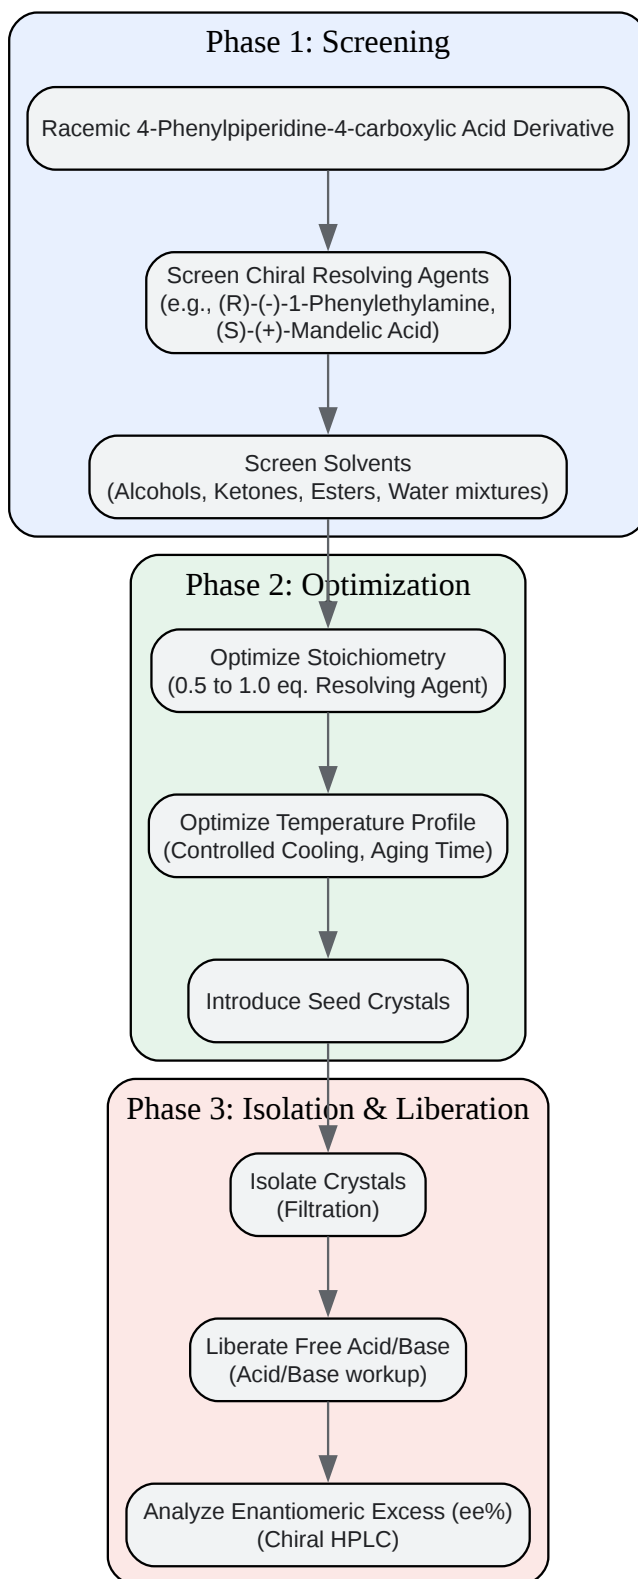 Phase 1: Screening
Racemic 4-Phenylpiperidine-4-carboxylic Acid Derivative
Screen Chiral Resolving Agents
(e.g., (R)-(-)-1-Phenylethylamine,
(S)-(+)-Mandelic Acid)
Screen Solvents
(Alcohols, Ketones, Esters, Water mixtures)
Phase 2: Optimization
Optimize Stoichiometry
(0.5 to 1.0 eq. Resolving Agent)
Optimize Temperature Profile
(Controlled Cooling, Aging Time)
Introduce Seed Crystals
Phase 3: Isolation & Liberation
Isolate Crystals
(Filtration)
Liberate Free Acid/Base
(Acid/Base workup)
Analyze Enantiomeric Excess (ee%)
(Chiral HPLC)